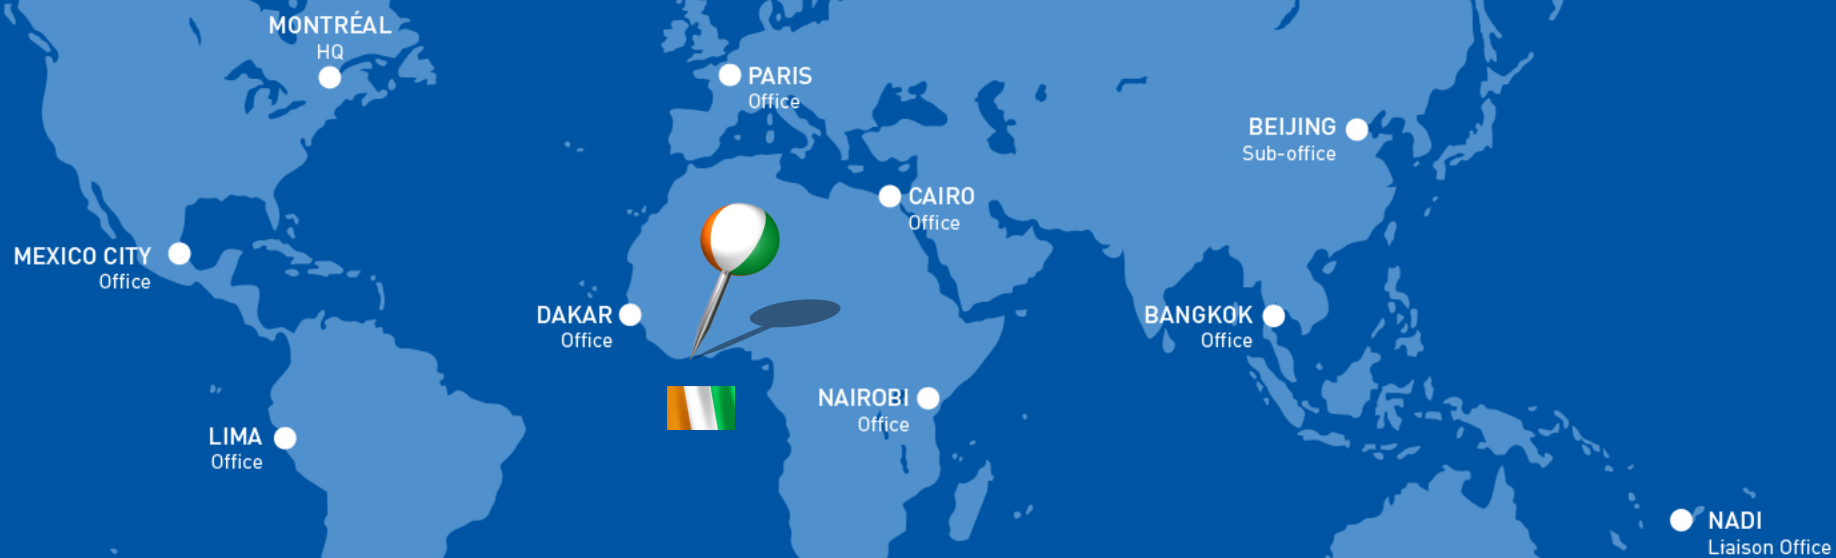 MONTRÉAL
HQ
PARIS
Office
BEIJING
Sub-office
CAIRO
Office
MEXICO CITY
Office
DAKAR
Office
BANGKOK
Office
NAIROBI
Office
LIMA
Office
NADI
Liaison Office